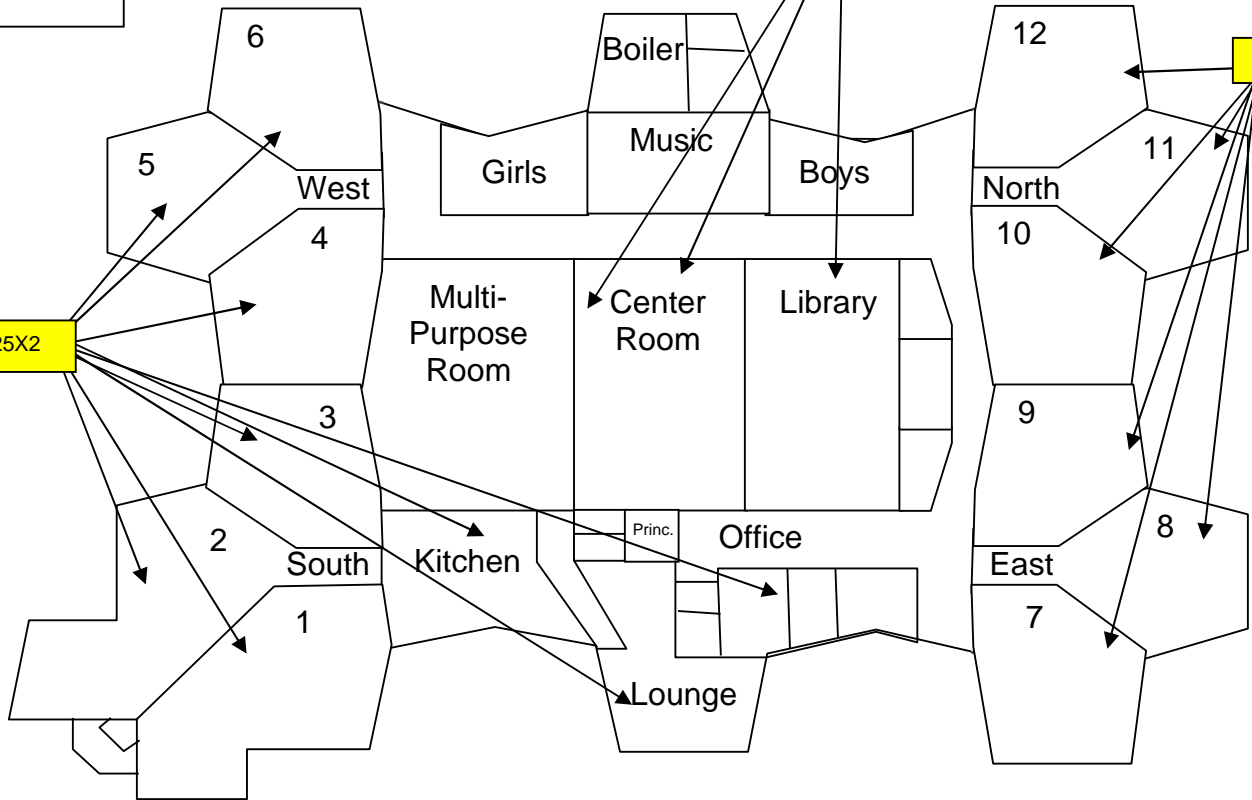 6
Boiler
12
Music
11
5
Girls
Boys
West
North
4
10
Multi-
Purpose
Room
Center
Room
Library
25X2
3
9
Princ.
2
Office
8
South
Kitchen
East
1
7
Lounge